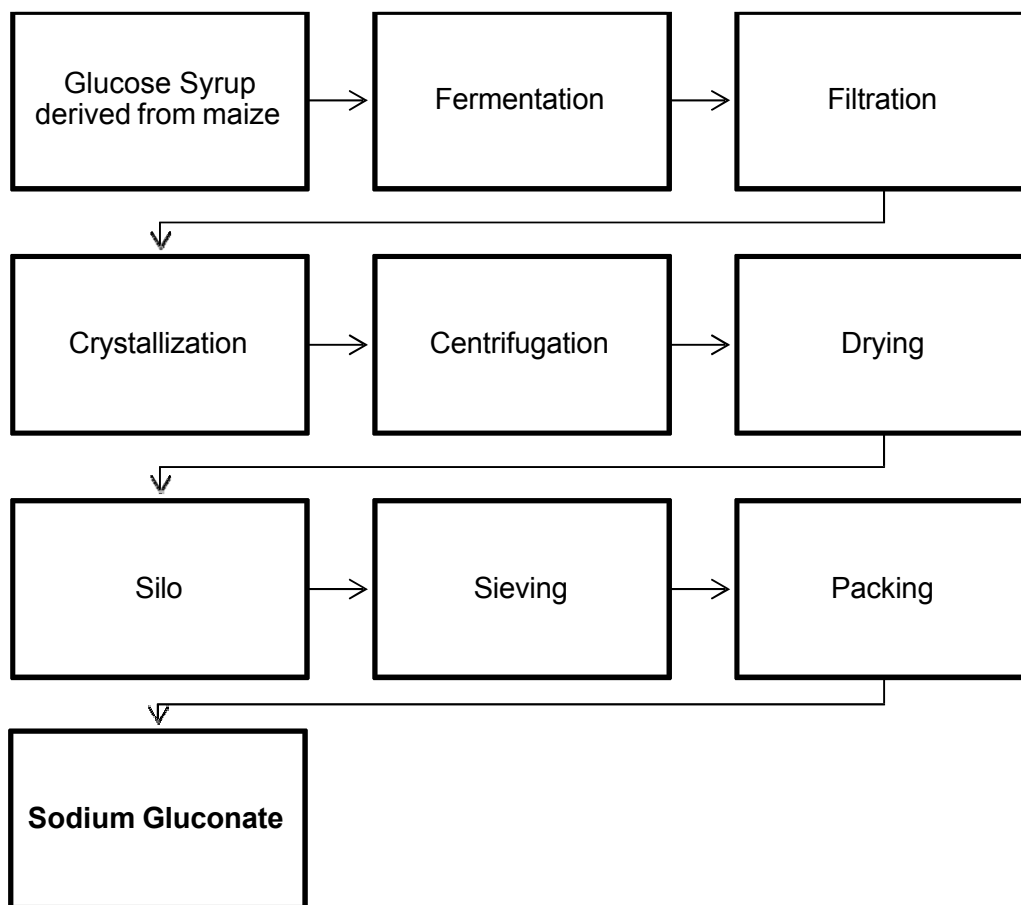 Glucose Syrup
derived from maize
Fermentation
Filtration
Crystallization
Centrifugation
Drying
Silo
Sieving
Packing
Sodium Gluconate